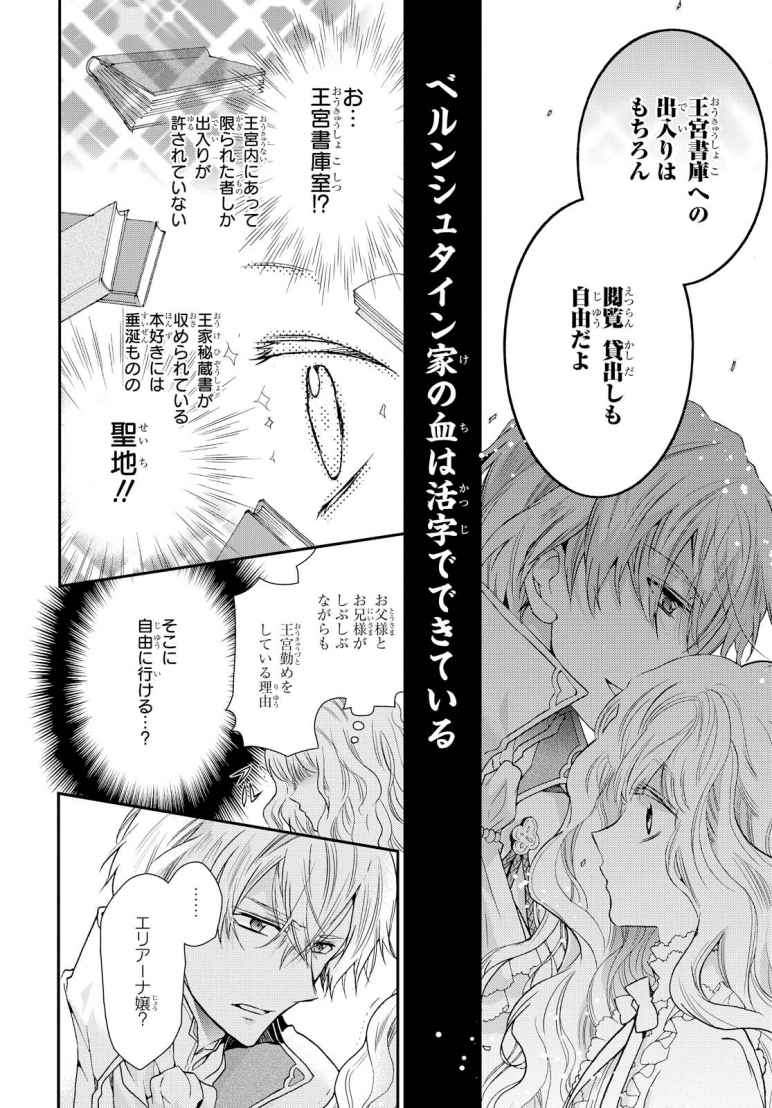 王宮書庫への
出入りは
もちろん
閲覧 貸出しも
自由だよ
ベルンシュタイン家の血は活字でできている
お…
王宮書庫室!?
王宮内にあって
限られた者しか
出入りが
許されていない
王家秘蔵書が
収められている
本好きには
垂涎ものの
聖地!!
お父様と
お兄様が
しぶしぶ
ながらも
王宮勤めを
している理由
そこに
自由に行ける…?
……
エリアーナ嬢?